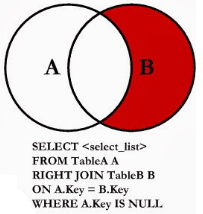 A B
SELECT <select_list>
FROM TableA A
RIGHT JOIN TableB B
ON A.Key = B.Key
WHERE A.Key IS NULL